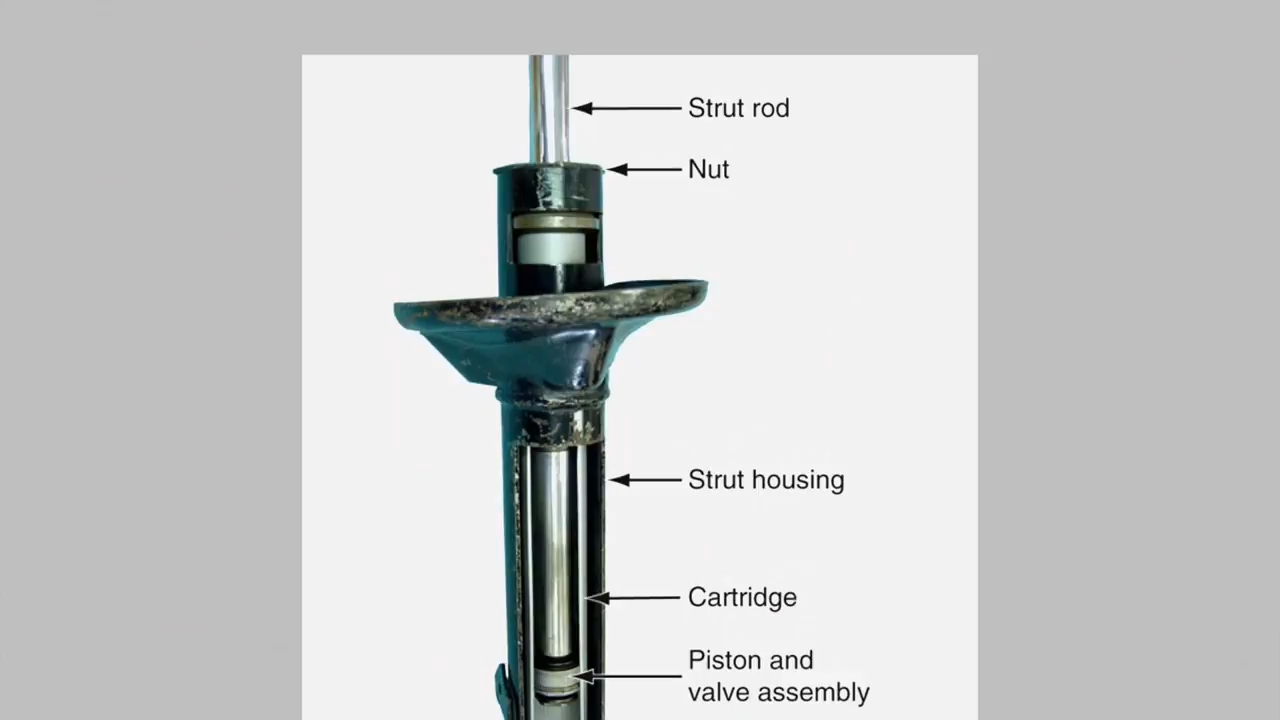 Strut rod
Nut
Strut housing
Cartridge
Piston and
valve assembly